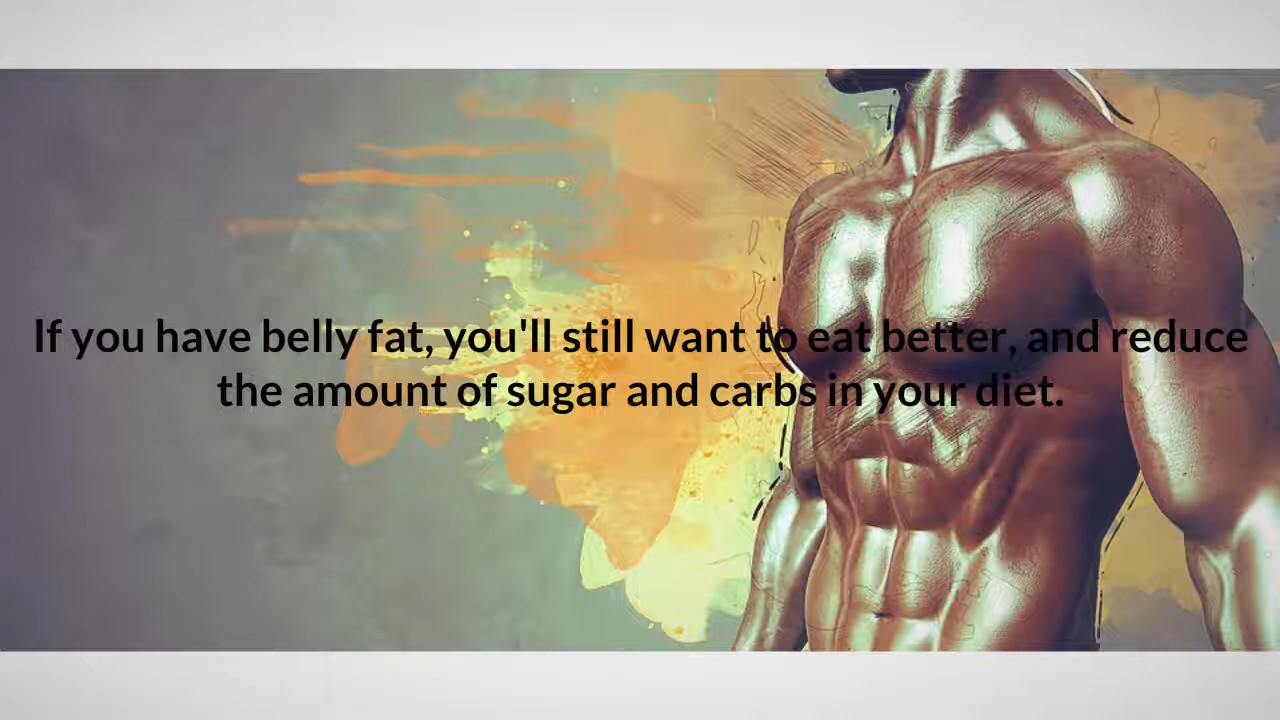 If you have belly fat, you'll still want to eat better, and reduce
the amount of sugar and carbs in your diet.